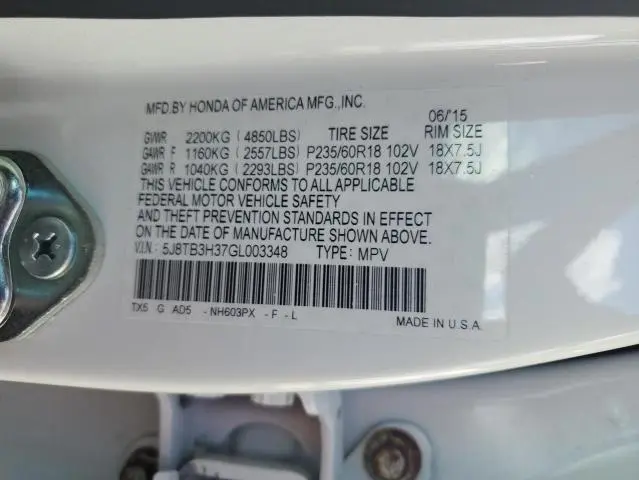 MFD.BY HONDA OF AMERICA MFG.,INC.
06/'15
GVWR 2200KG (4850LBS) TIRE SIZE RIM SIZE
GAWR F 1160KG (2557LBS) P235/60R18 102V 18X7.5J
GAWR R 1040KG (2293LBS) P235/60R18 102V 18X7.5J
THIS VEHICLE CONFORMS TO ALL APPLICABLE
FEDERAL MOTOR VEHICLE SAFETY
AND THEFT PREVENTION STANDARDS IN EFFECT
ON THE DATE OF MANUFACTURE SHOWN ABOVE.
V.I.N.: 5J8TB3H37GL003348 TYPE: MPV
TX5 G AD5 -NH603PX -F -L
MADE IN U.S.A.